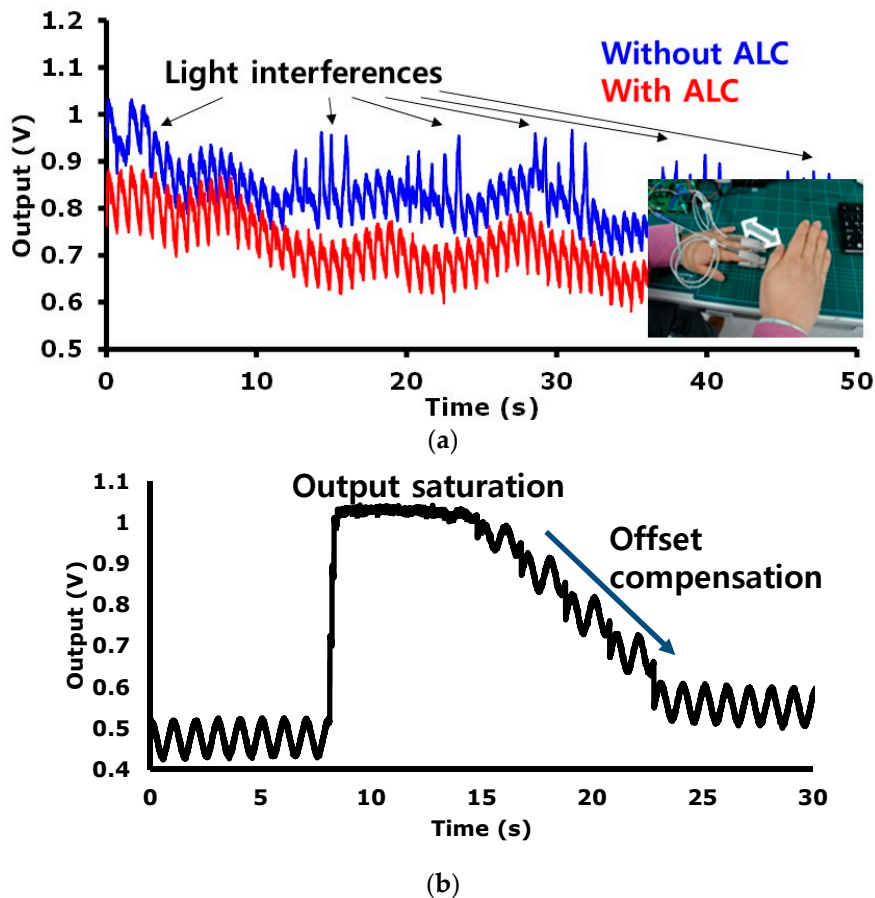 1.2
1.1
1
0.9
0.8
0.7
0.6
0.5
Output (V)
Light interferences
Without ALC
With ALC
0 10 20 30 40 50
Time (s)
(a)
1.1
1
0.9
0.8
0.7
0.6
0.5
0.4
Output (V)
Output saturation
Offset
compensation
0 5 10 15 20 25 30
Time (s)
(b)